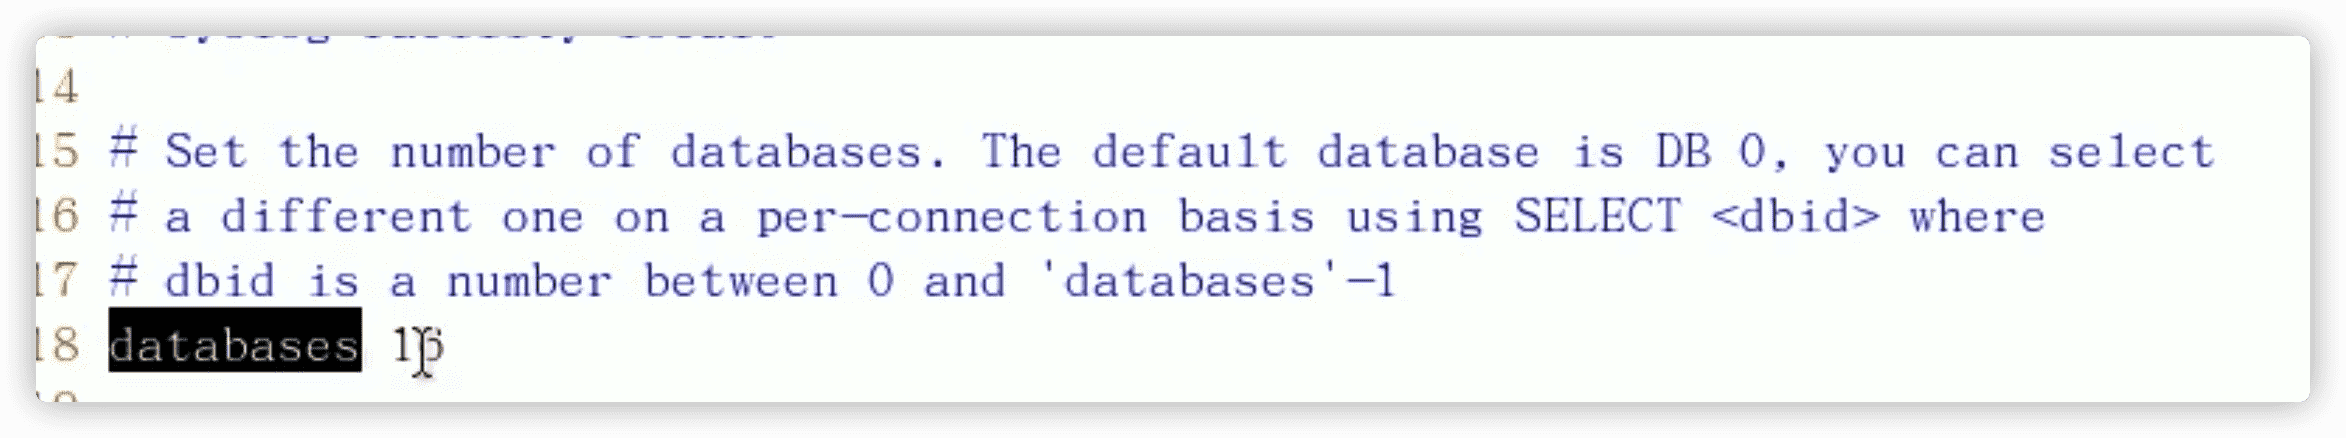 14
15 # Set the number of databases. The default database is DB 0, you can select
16 # a different one on a per-connection basis using SELECT <dbid> where
17 # dbid is a number between 0 and 'databases'-1
18 databases 16